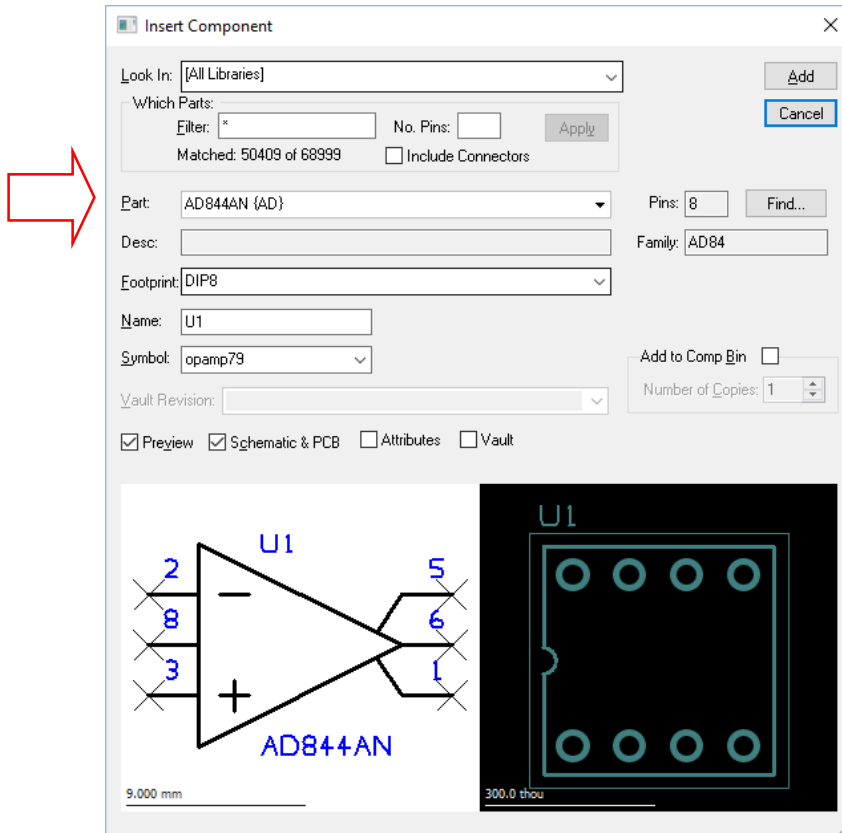 Insert Component
Look In: [All Libraries]
Add
Which Parts:
Cancel
Filter: * No. Pins: Apply
Matched: 50409 of 68999 Include Connectors
Part: AD844AN {AD} Pins: 8 Find...
Desc: Family: AD84
Footprint: DIP8
Name: U1
Symbol: opamp79 Add to Comp Bin
Vault Revision: Number of Copies: 1
Preview Schematic & PCB Attributes Vault
U1
2 5
8 6
3 1
AD844AN
9.000 mm
U1
300.0 thou